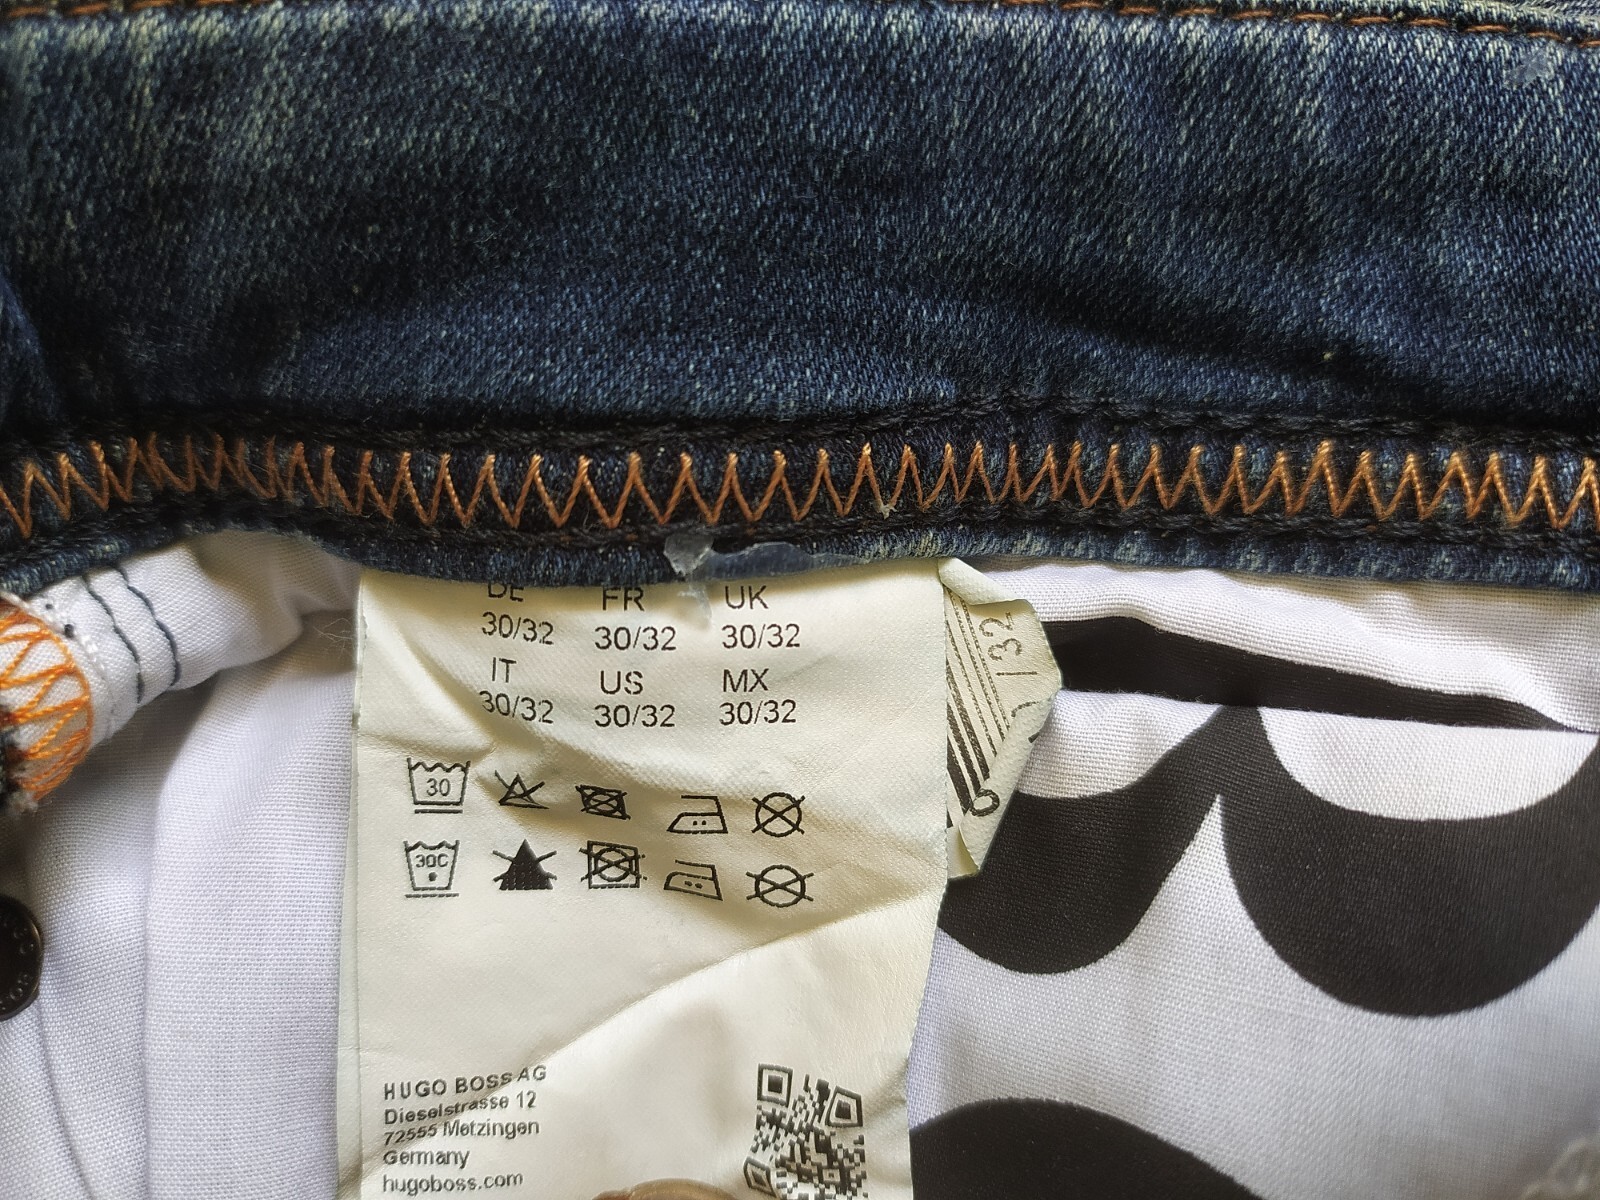 DE FR UK
30/32 30/32 30/32
IT US MX
30/32 30/32 30/32
30
30C
HUGO BOSS AG
Dieselstrasse 12
72555 Metzingen
Germany
hugoboss.com
/32